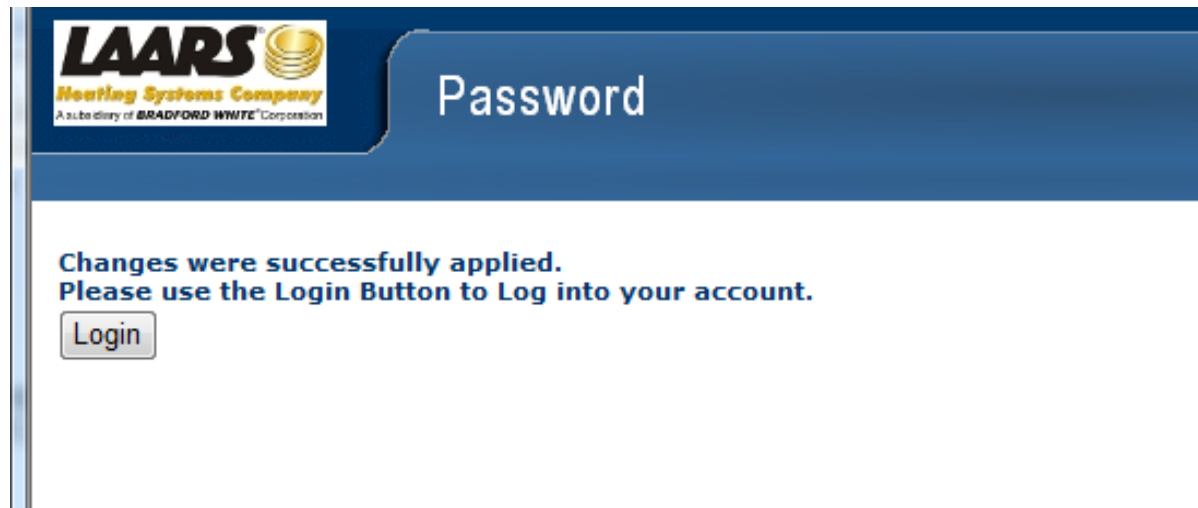 LAARS
Heating Systems Company
A subsidiary of BRADFORD WHITE® Corporation
Password
Changes were successfully applied.
Please use the Login Button to Log into your account.
Login